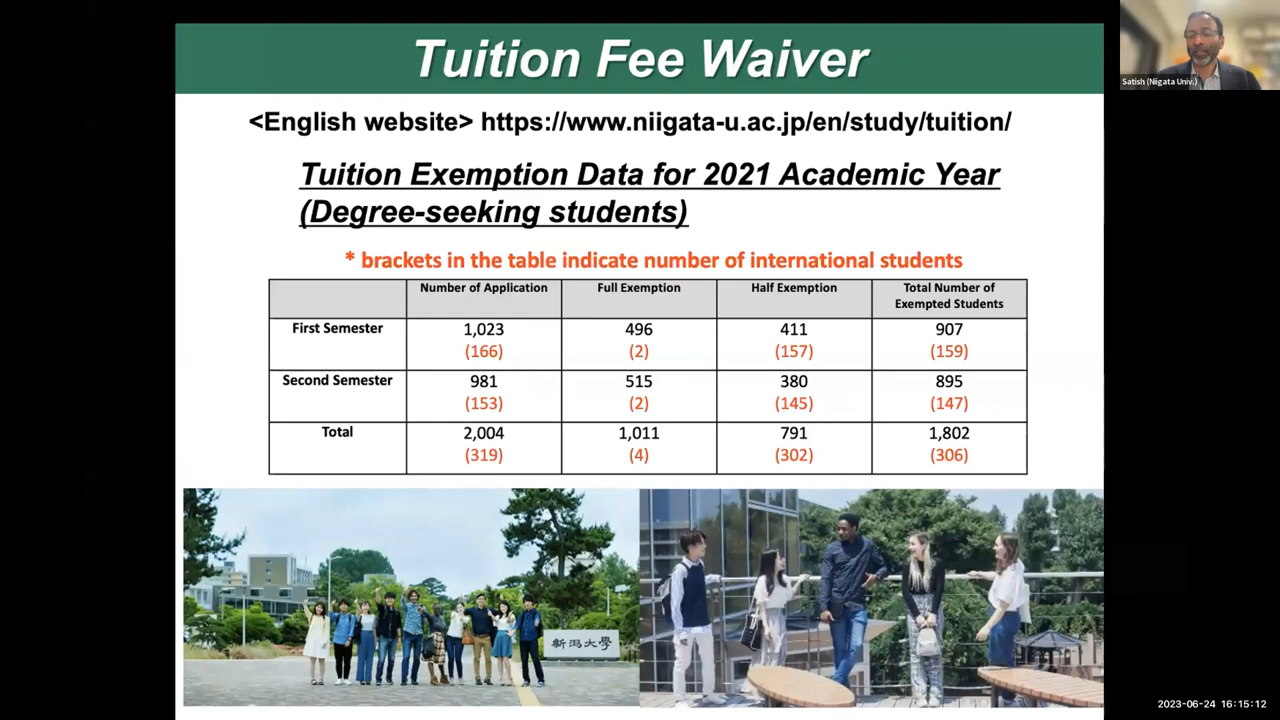 Tuition Fee Waiver
<English website> https://www.niigata-u.ac.jp/en/study/tuition/
Tuition Exemption Data for 2021 Academic Year
(Degree-seeking students)
* brackets in the table indicate number of international students
Number of Application Full Exemption Half Exemption Total Number of
Exempted Students
First Semester 1,023 496 411 907
(166) (2) (157) (159)
Second Semester 981 515 380 895
(153) (2) (145) (147)
Total 2,004 1,011 791 1,802
(319) (4) (302) (306)
新潟大學
Satish (Niigata Univ.)
2023-06-24 16:15:12